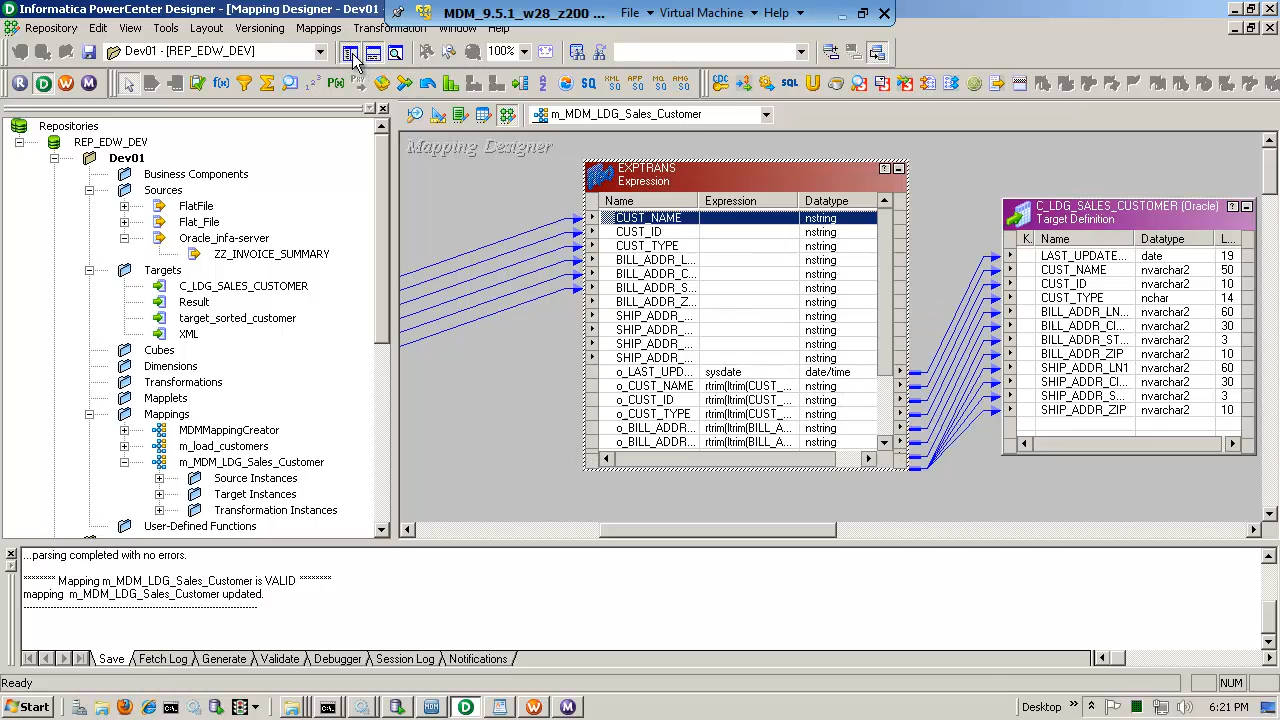 Informatica PowerCenter Designer - [Mapping Designer - Dev01
MDM_9.5.1_w28_z200 ...
File
Virtual Machine
Help
Repository Edit View Tools Layout Versioning Mappings Transformation Window Help
Dev01 - [REP_EDW_DEV]
100%
R D W M
f(x)
P(x)
SQ
XML
APP
MQ
SQ
CDC
SQL
m_MDM_LDG_Sales_Customer
Mapping Designer
Repositories
REP_EDW_DEV
Dev01
Business Components
Sources
FlatFile
Flat_File
Oracle_infa-server
ZZ_INVOICE_SUMMARY
Targets
C_LDG_SALES_CUSTOMER
Result
target_sorted_customer
XML
Cubes
Dimensions
Transformations
Mapplets
Mappings
MDMMappingCreator
m_load_customers
m_MDM_LDG_Sales_Customer
Source Instances
Target Instances
Transformation Instances
User-Defined Functions
EXPTRANS
Expression
Name Expression Datatype
CUST_NAME nstring
CUST_ID nstring
CUST_TYPE nstring
BILL_ADDR_L... nstring
BILL_ADDR_C... nstring
BILL_ADDR_S... nstring
BILL_ADDR_Z... nstring
SHIP_ADDR_... nstring
SHIP_ADDR_... nstring
SHIP_ADDR_... nstring
SHIP_ADDR_... nstring
o_LAST_UPD... sysdate date/time
o_CUST_NAME rtrim(ltrim(CUST_... nstring
o_CUST_ID rtrim(ltrim(CUST_... nstring
o_CUST_TYPE rtrim(ltrim(CUST_... nstring
o_BILL_ADDR... rtrim(ltrim(BILL_A... nstring
o_BILL_ADDR... rtrim(ltrim(BILL_A... nstring
C_LDG_SALES_CUSTOMER (Oracle)
Target Definition
K Name Datatype L...
LAST_UPDATE... date 19
CUST_NAME nvarchar2 50
CUST_ID nvarchar2 10
CUST_TYPE nchar 14
BILL_ADDR_LN... nvarchar2 60
BILL_ADDR_CI... nvarchar2 30
BILL_ADDR_ST... nvarchar2 3
BILL_ADDR_ZIP nvarchar2 10
SHIP_ADDR_LN1 nvarchar2 60
SHIP_ADDR_CI... nvarchar2 30
SHIP_ADDR_S... nvarchar2 3
SHIP_ADDR_ZIP nvarchar2 10
...parsing completed with no errors.
******* Mapping m_MDM_LDG_Sales_Customer is VALID *******
mapping m_MDM_LDG_Sales_Customer updated.
Save Fetch Log Generate Validate Debugger Session Log Notifications
Ready
NUM
Start
Desktop
6:21 PM